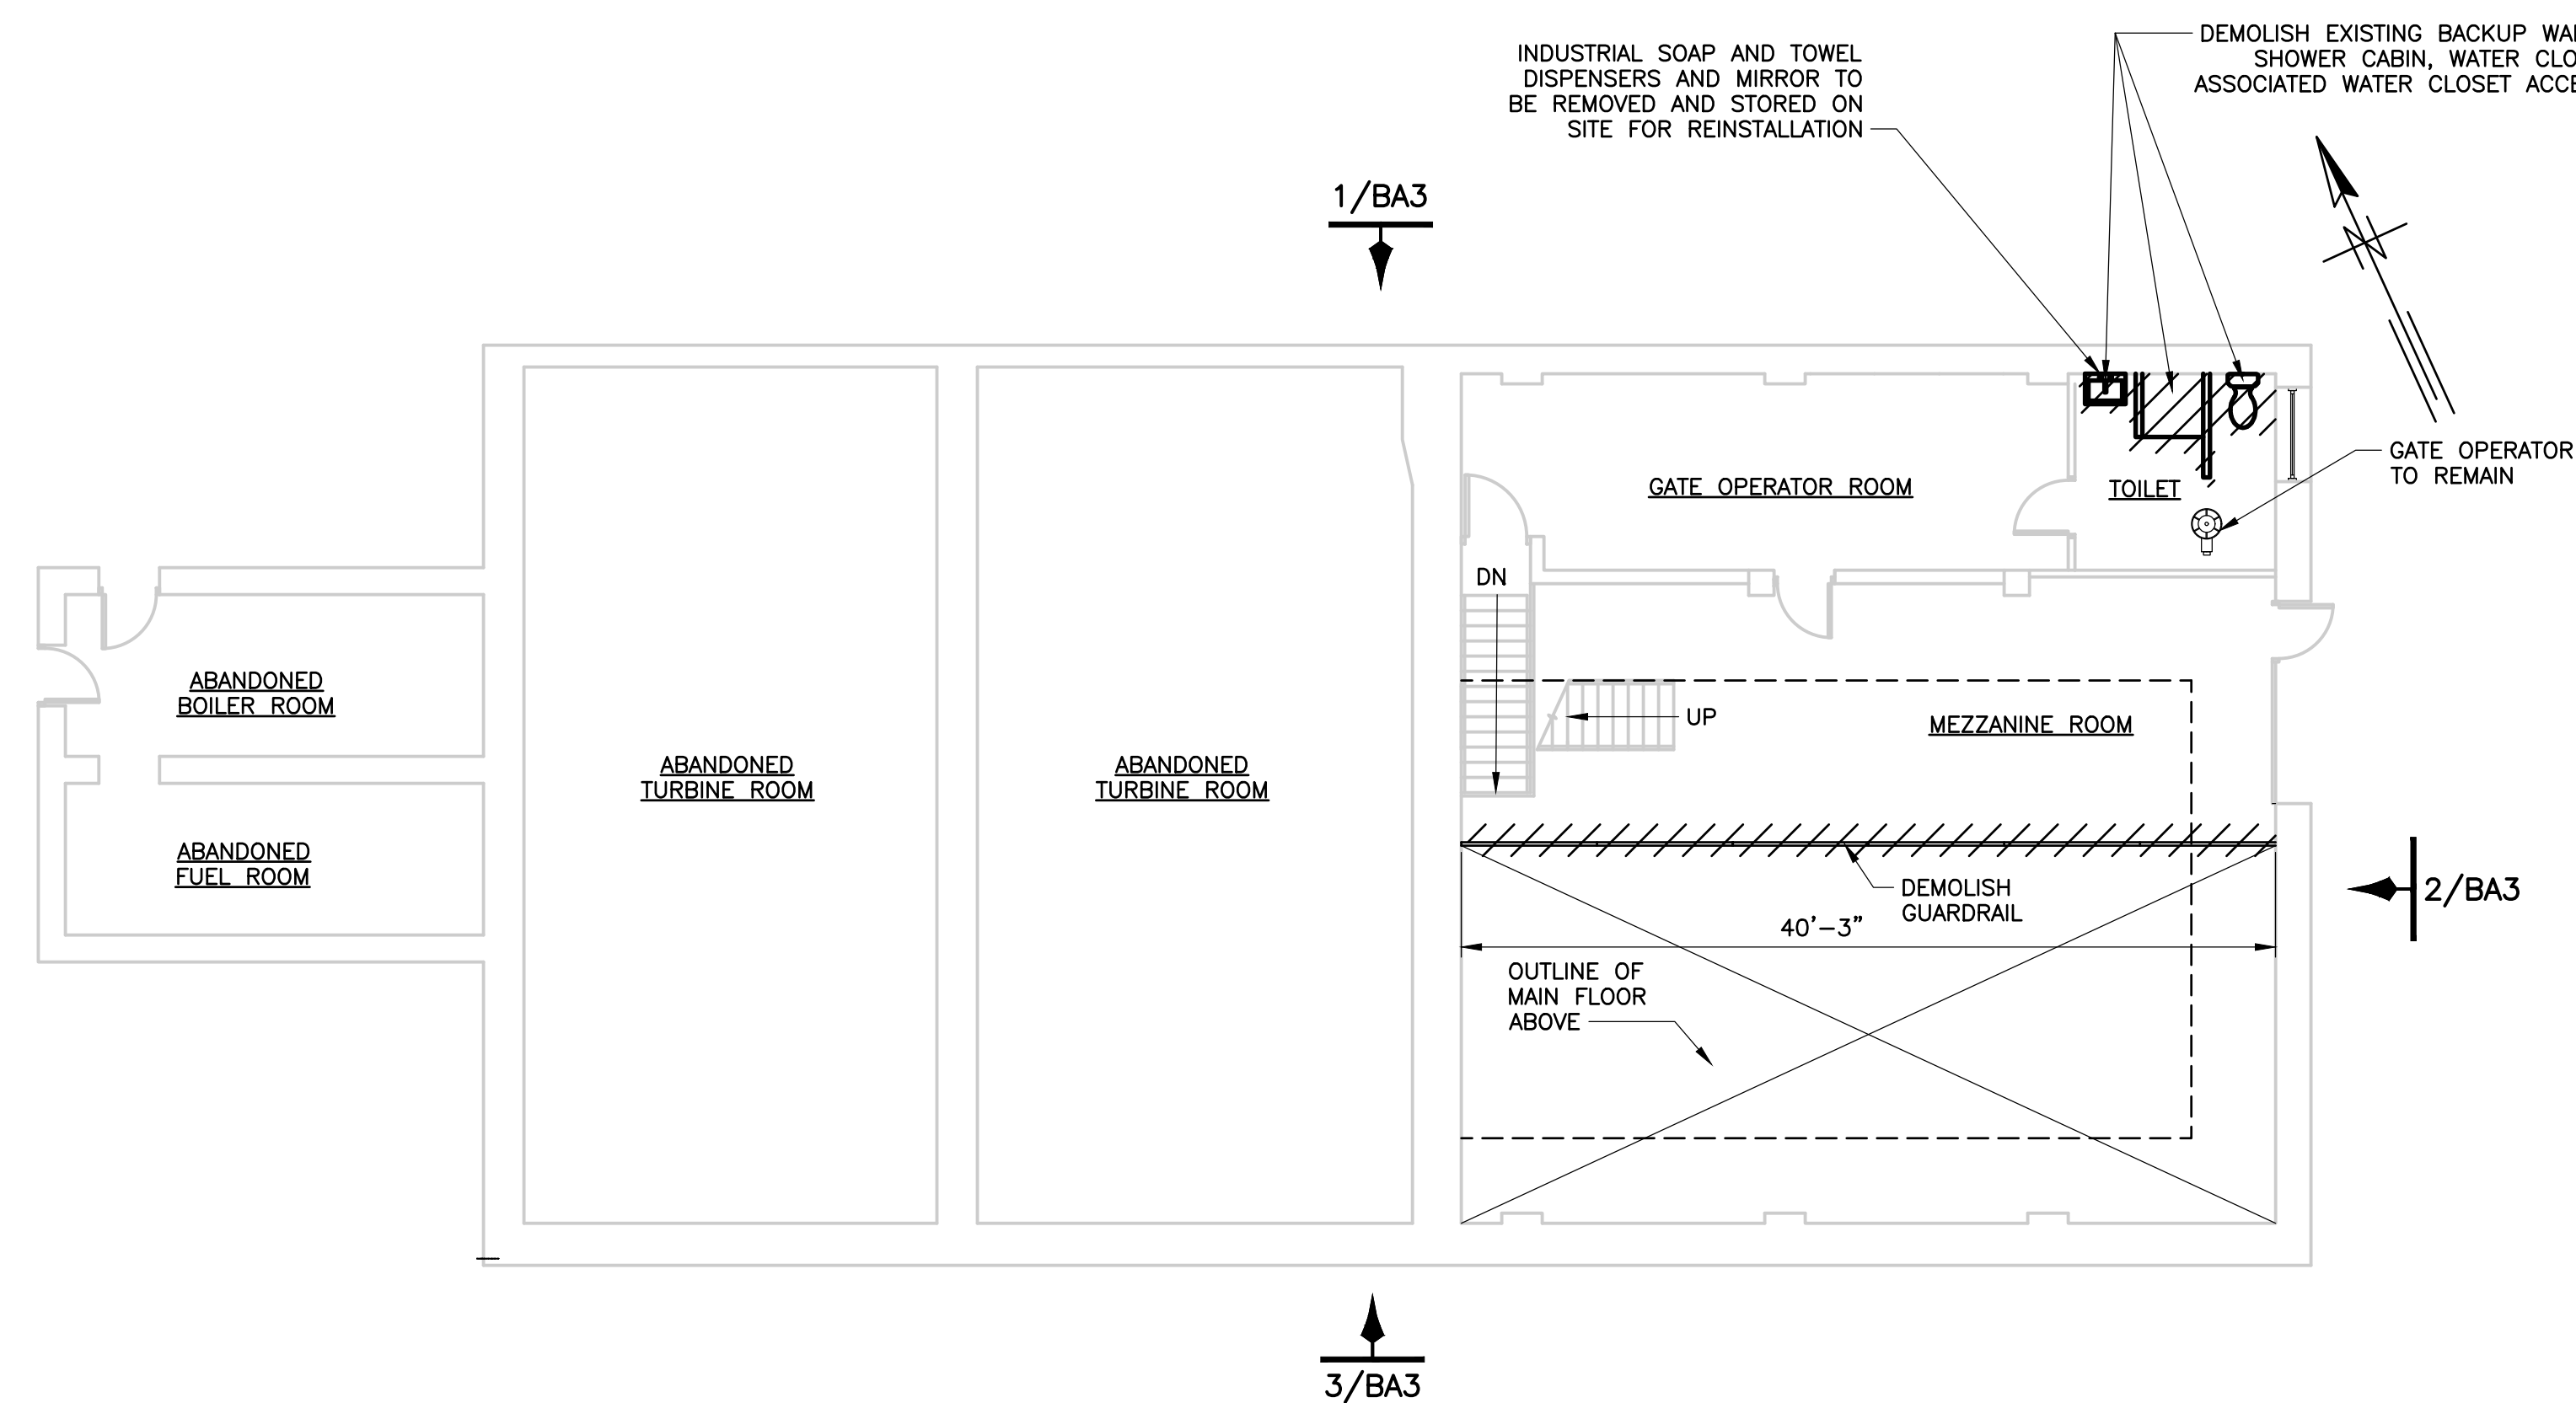 INDUSTRIAL SOAP AND TOWEL
DISPENSERS AND MIRROR TO
BE REMOVED AND STORED ON
SITE FOR REINSTALLATION
DEMOLISH EXISTING BACKUP
SHOWER CABIN, WATER
ASSOCIATED WATER CLOSET
1/BA3
N
GATE OPERATOR
TO REMAIN
GATE OPERATOR ROOM
TOILET
DN
UP
MEZZANINE ROOM
ABANDONED
BOILER ROOM
ABANDONED
TURBINE ROOM
ABANDONED
TURBINE ROOM
ABANDONED
FUEL ROOM
DEMOLISH
GUARDRAIL
2/BA3
40'-3"
OUTLINE OF
MAIN FLOOR
ABOVE
3/BA3